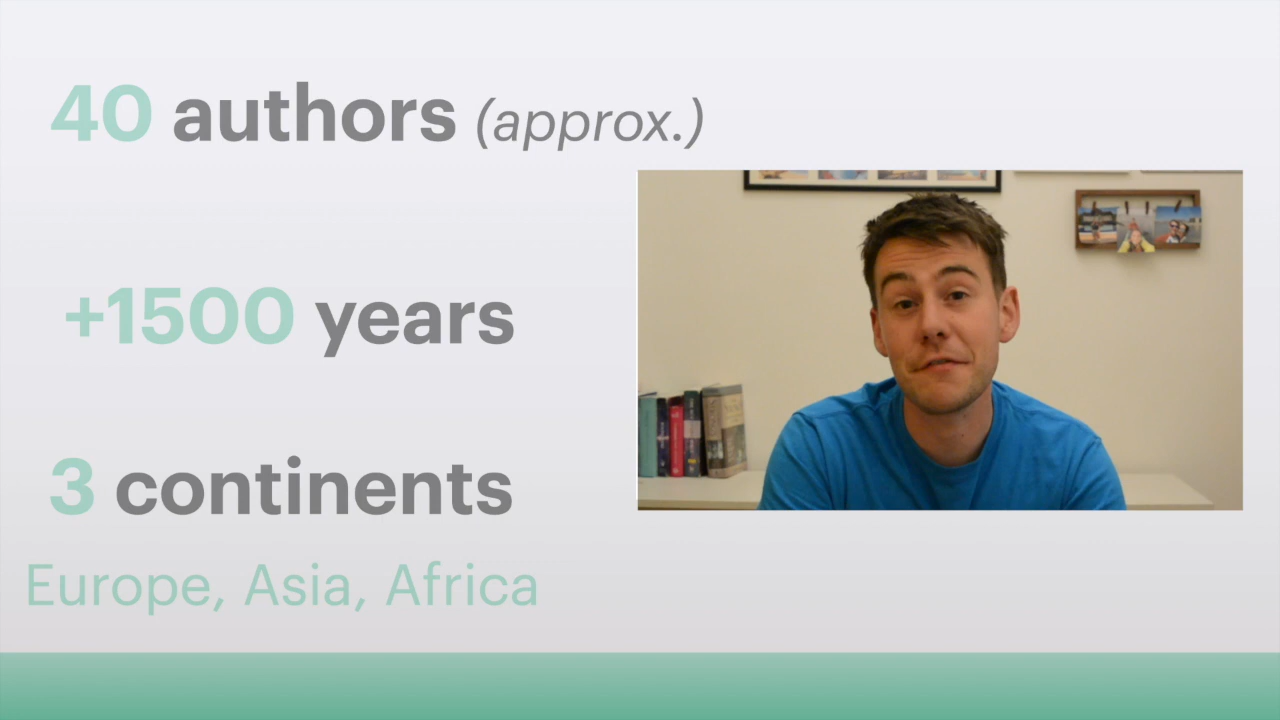 40 authors (approx.)
+1500 years
3 continents
Europe, Asia, Africa